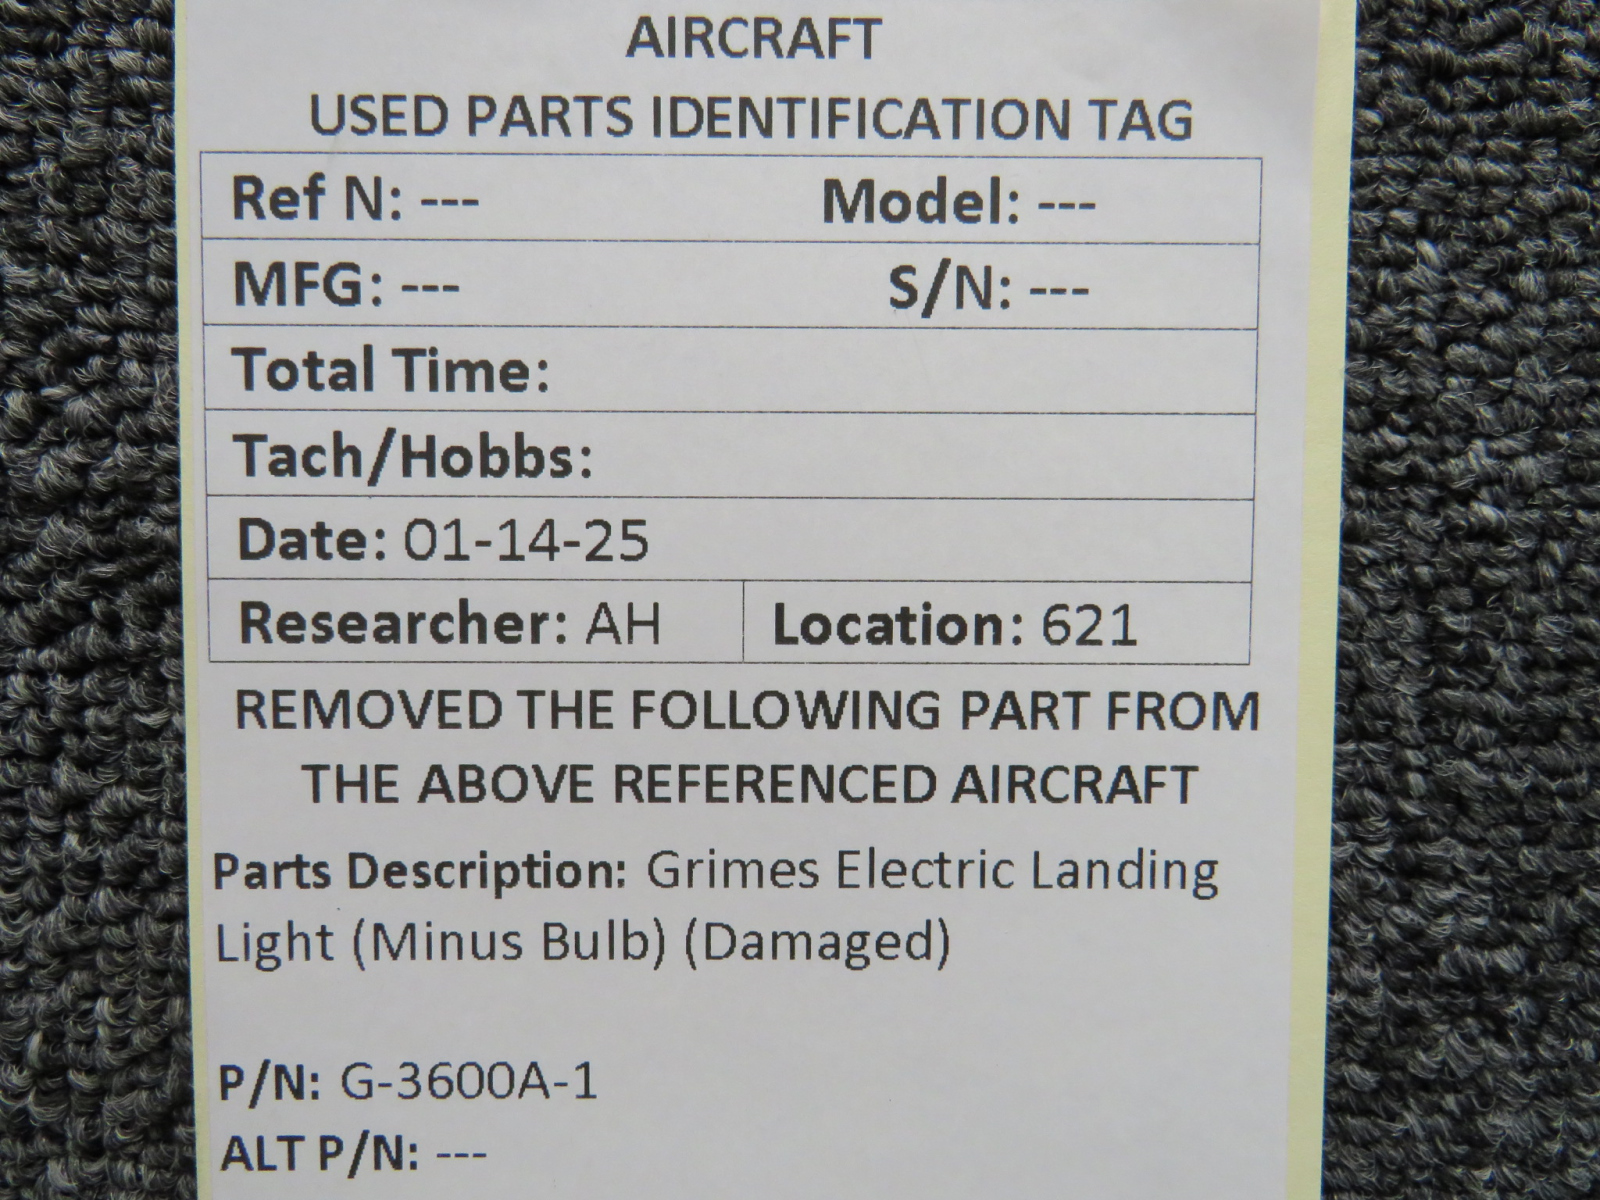 AIRCRAFT
USED PARTS IDENTIFICATION TAG
Ref N: --- Model: ---
MFG: --- S/N: ---
Total Time:
Tach/Hobbs:
Date: 01-14-25
Researcher: AH Location: 621
REMOVED THE FOLLOWING PART FROM
THE ABOVE REFERENCED AIRCRAFT
Parts Description: Grimes Electric Landing
Light (Minus Bulb) (Damaged)
P/N: G-3600A-1
ALT P/N: ---